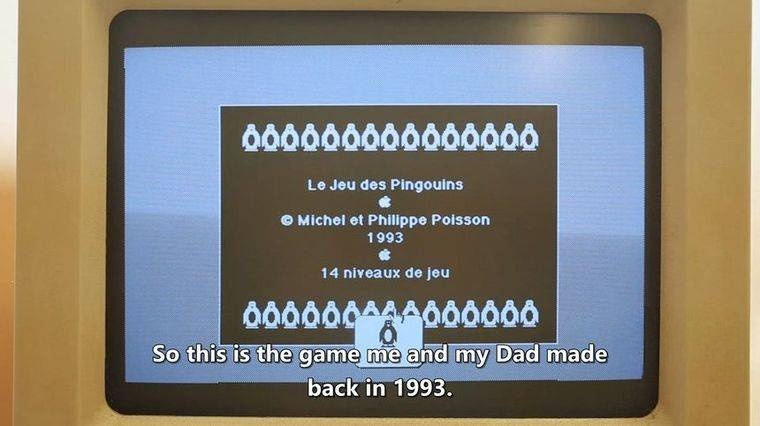 Le Jeu des Pingouins
© Michel et Philippe Poisson
1993
14 niveaux de jeu
So this is the game me and my Dad made
back in 1993.